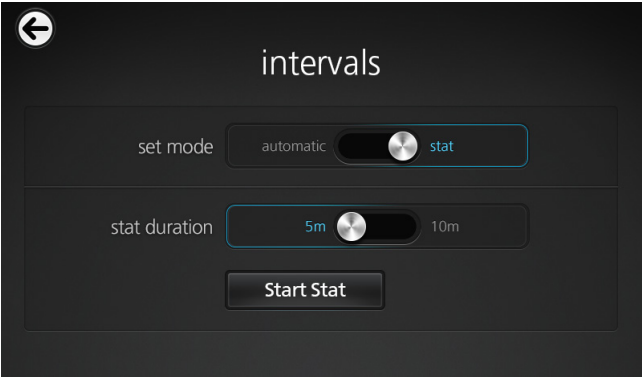 intervals
set mode automatic stat
stat duration 5m 10m
Start Stat